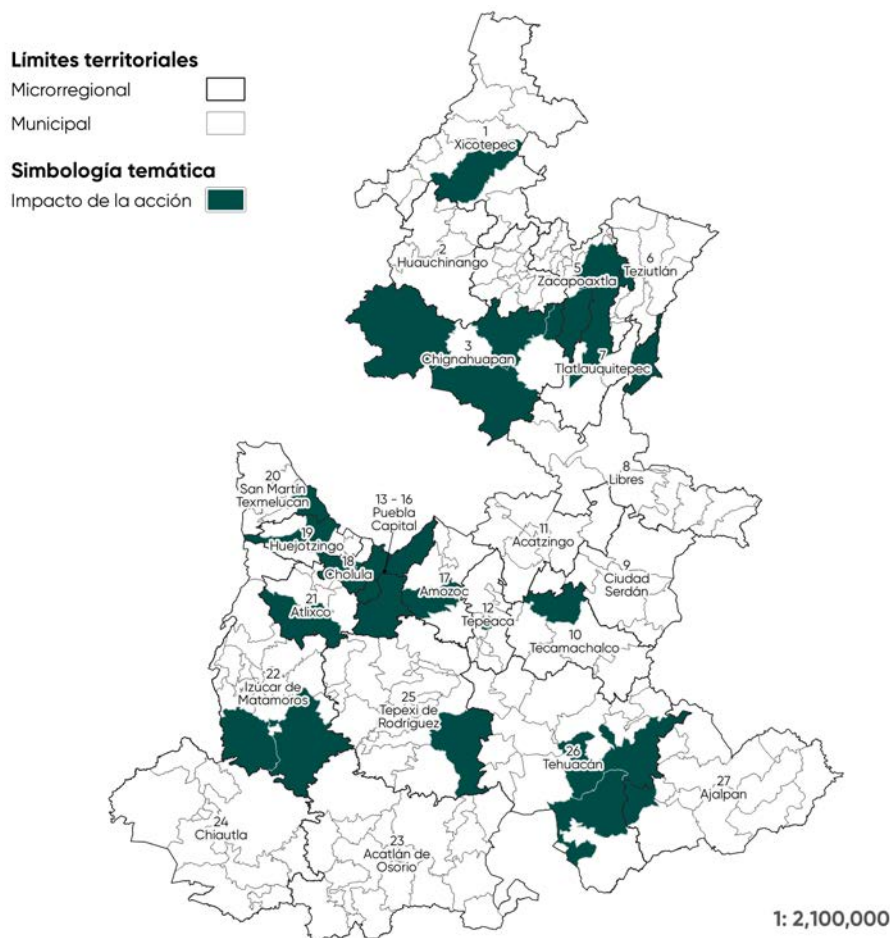 Límites territoriales
Microrregional
Municipal
Simbología temática
Impacto de la acción
1
Xicotepec
2
Huauchinango
6
Teziutlán
5
Zacapoaxtla
3
Chignahuapan
7
Tlatlauquitepec
8
Libres
20
San Martín
Texmelucan
13 - 16
Puebla
Capital
19
Huejotzingo
18
Cholula
11
Acatzingo
9
Ciudad
Serdán
17
Amozoc
21
Atlixco
12
Tepeaca
10
Tecamachalco
22
Izúcar de
Matamoros
25
Tepexi de
Rodríguez
26
Tehuacán
27
Ajalpan
24
Chiautla
23
Acatlán de
Osorio
1: 2,100,000